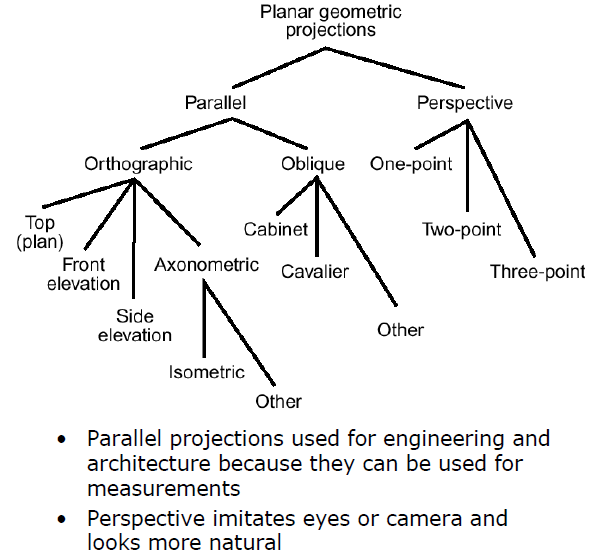 Planar geometric
projections
Parallel
Perspective
Orthographic
Oblique
One-point
Top
(plan)
Cabinet
Two-point
Front
elevation
Axonometric
Cavalier
Three-point
Side
elevation
Other
Isometric
Other
• Parallel projections used for engineering and
architecture because they can be used for
measurements
• Perspective imitates eyes or camera and
looks more natural